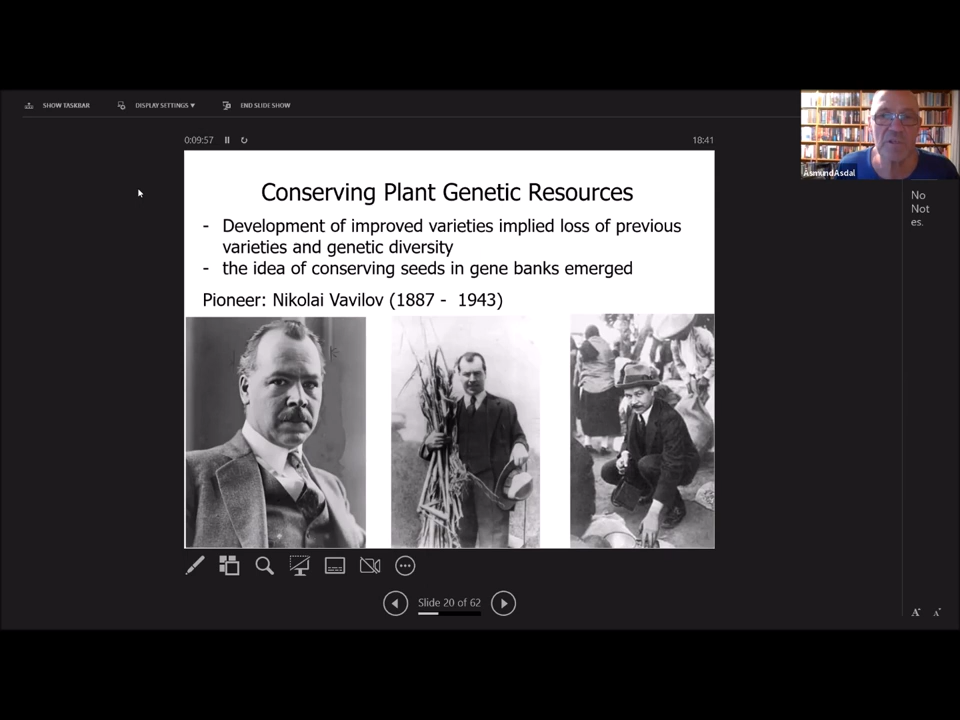 SHOW TASKBAR
DISPLAY SETTINGS ▼
END SLIDE SHOW
0:09:57
18:41
ÅsmundAsdal
No
Not
es.
Conserving Plant Genetic Resources
- Development of improved varieties implied loss of previous
varieties and genetic diversity
- the idea of conserving seeds in gene banks emerged
Pioneer: Nikolai Vavilov (1887 - 1943)
Slide 20 of 62
A A